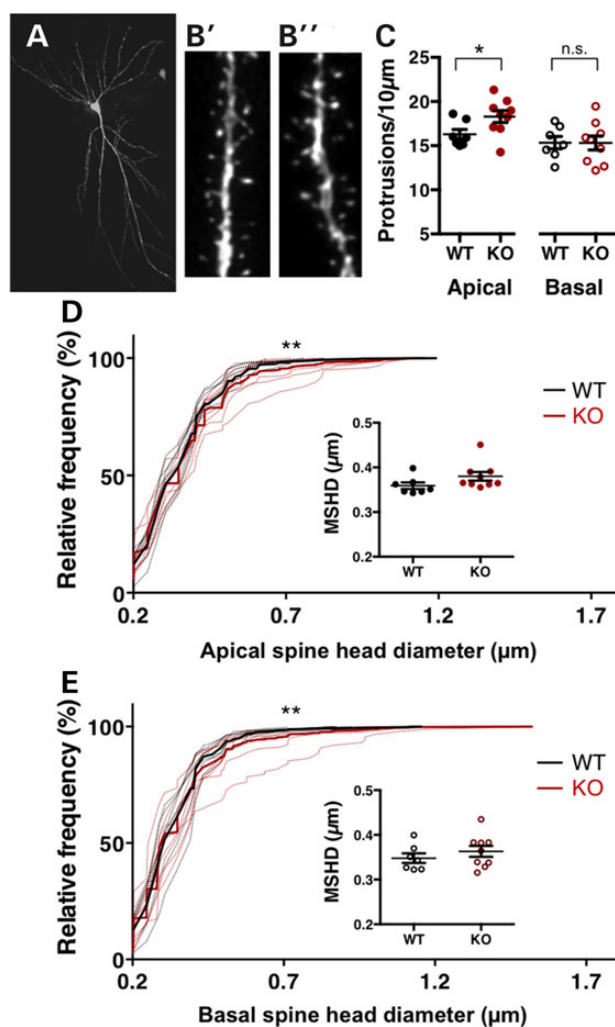 A
B′
B′′
C
* n.s.
Protrusions/10μm
25
20
15
10
5
WT KO WT KO
Apical Basal
D
**
Relative frequency (%)
100
50
0
WT
KO
MSHD (μm)
0.5
0.4
0.3
0.2
WT KO
0.2 0.7 1.2 1.7
Apical spine head diameter (μm)
E
**
Relative frequency (%)
100
50
0
WT
KO
MSHD (μm)
0.5
0.4
0.3
0.2
WT KO
0.2 0.7 1.2 1.7
Basal spine head diameter (μm)